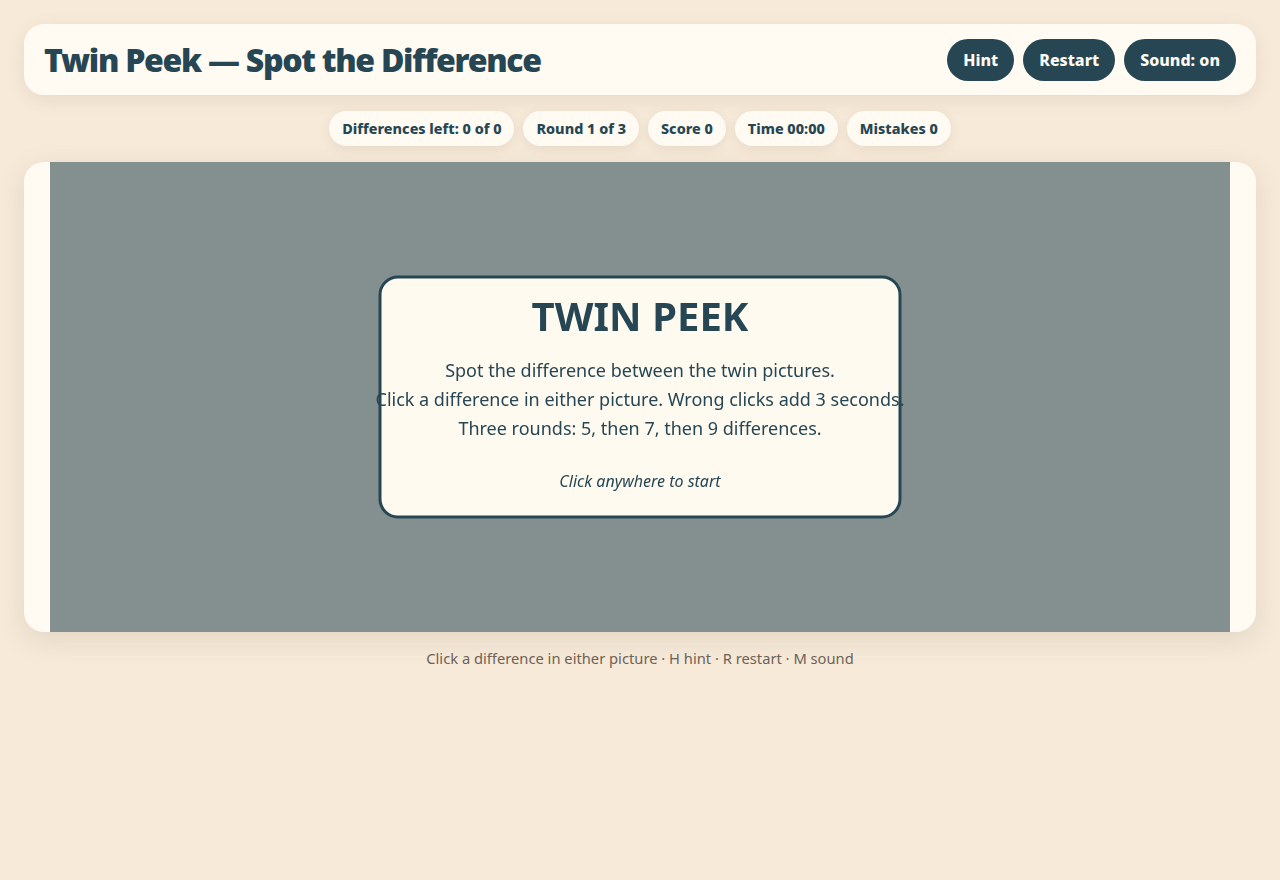 Twin Peek — Spot the Difference
Hint
Restart
Sound: on
Differences left: 0 of 0
Round 1 of 3
Score 0
Time 00:00
Mistakes 0
TWIN PEEK
Spot the difference between the twin pictures.
Click a difference in either picture. Wrong clicks add 3 seconds.
Three rounds: 5, then 7, then 9 differences.
Click anywhere to start
Click a difference in either picture · H hint · R restart · M sound